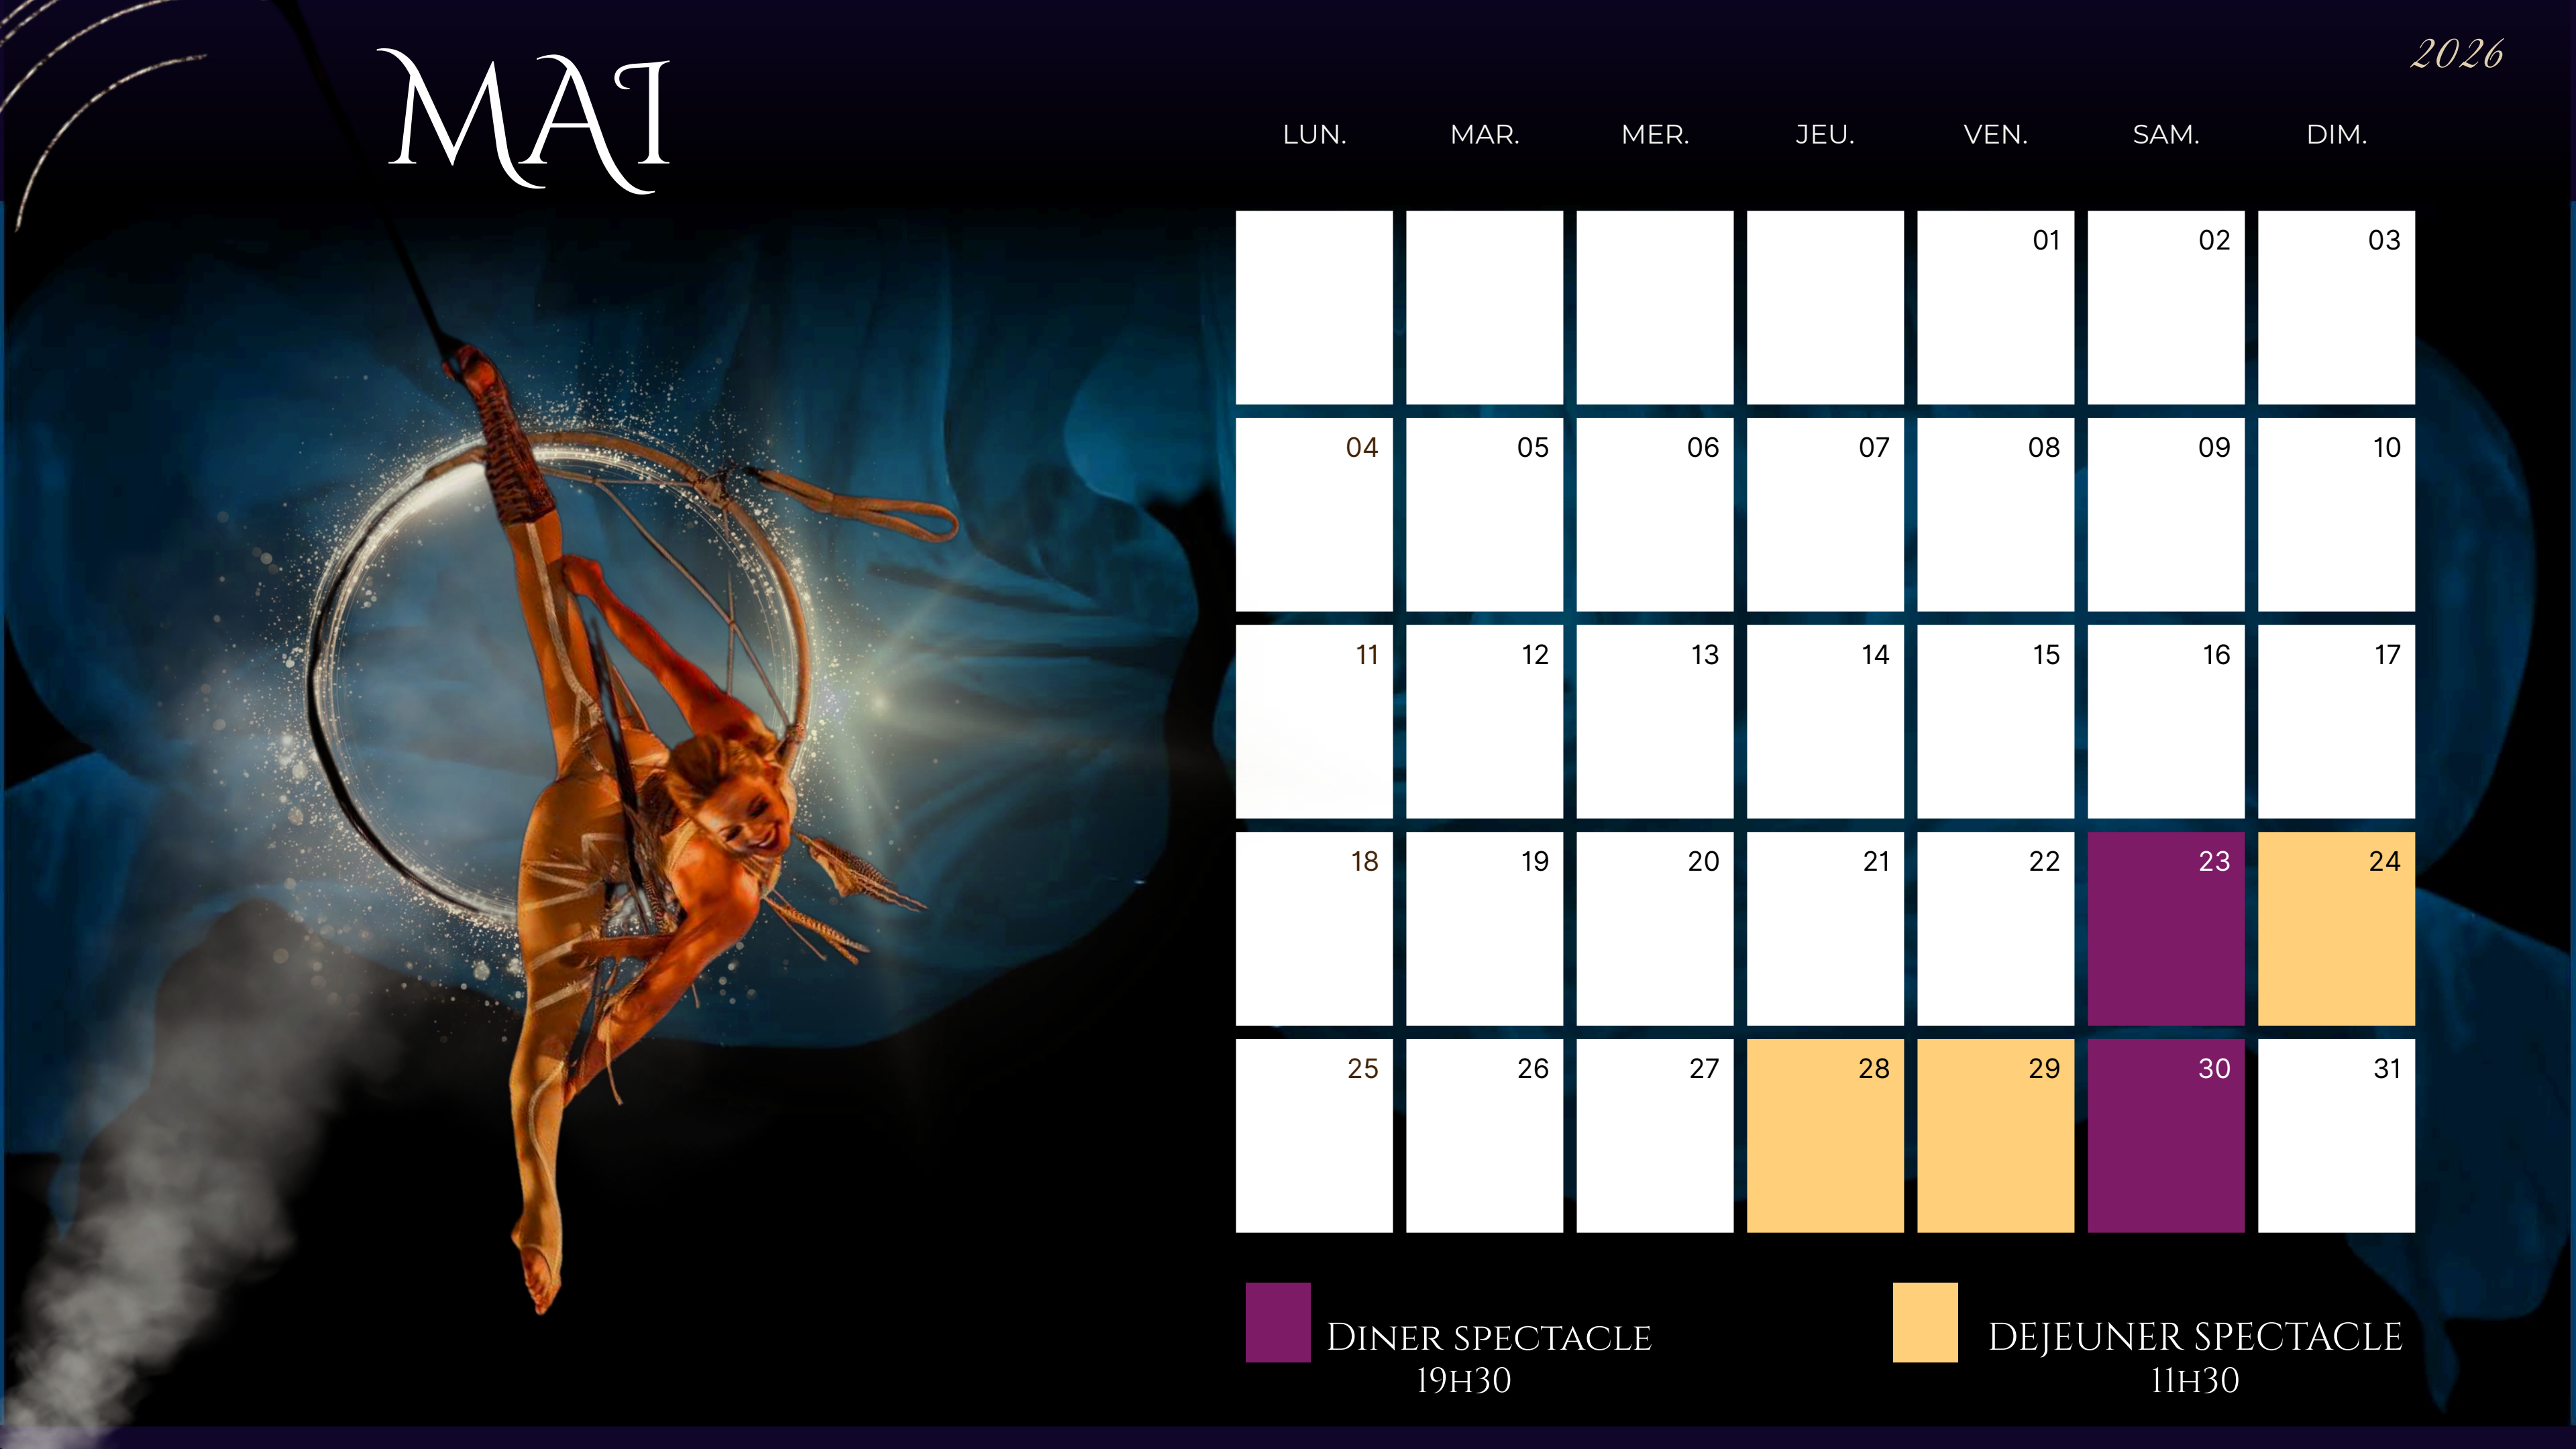 MAI
2026
LUN. MAR. MER. JEU. VEN. SAM. DIM.
01 02 03
04 05 06 07 08 09 10
11 12 13 14 15 16 17
18 19 20 21 22 23 24
25 26 27 28 29 30 31
DINER SPECTACLE
19H30
DEJEUNER SPECTACLE
11H30